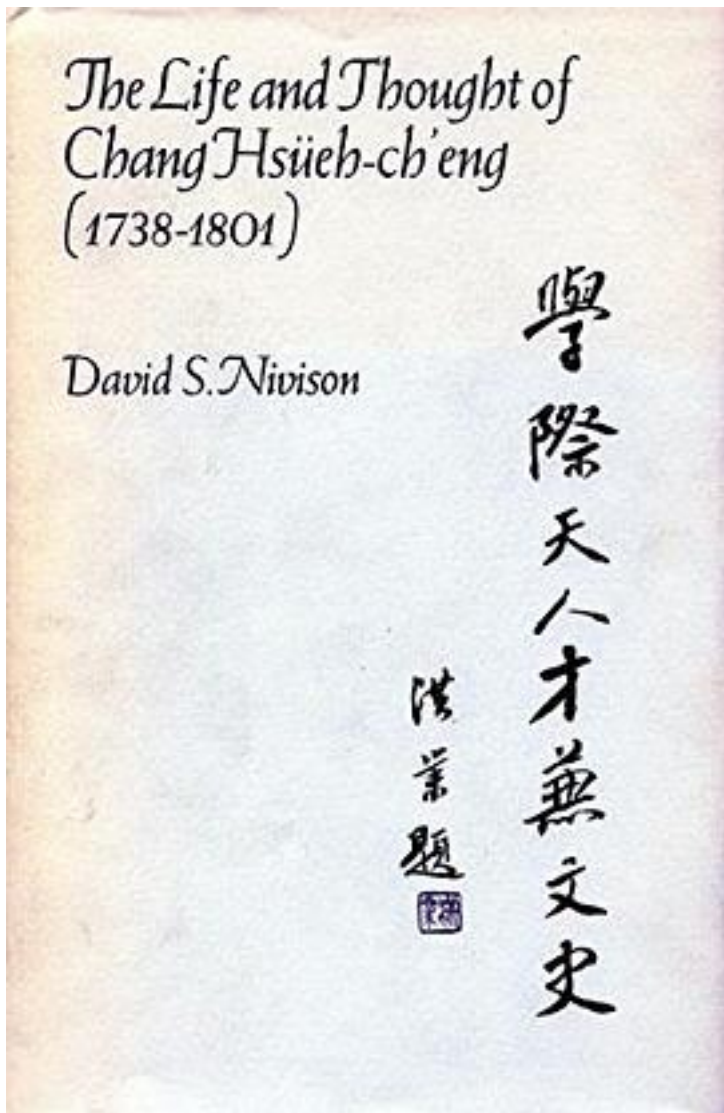 The Life and Thought of
Chang Hsüeh-ch'eng
(1738-1801)
David S. Nivison
學際天人才兼文史
洪業題